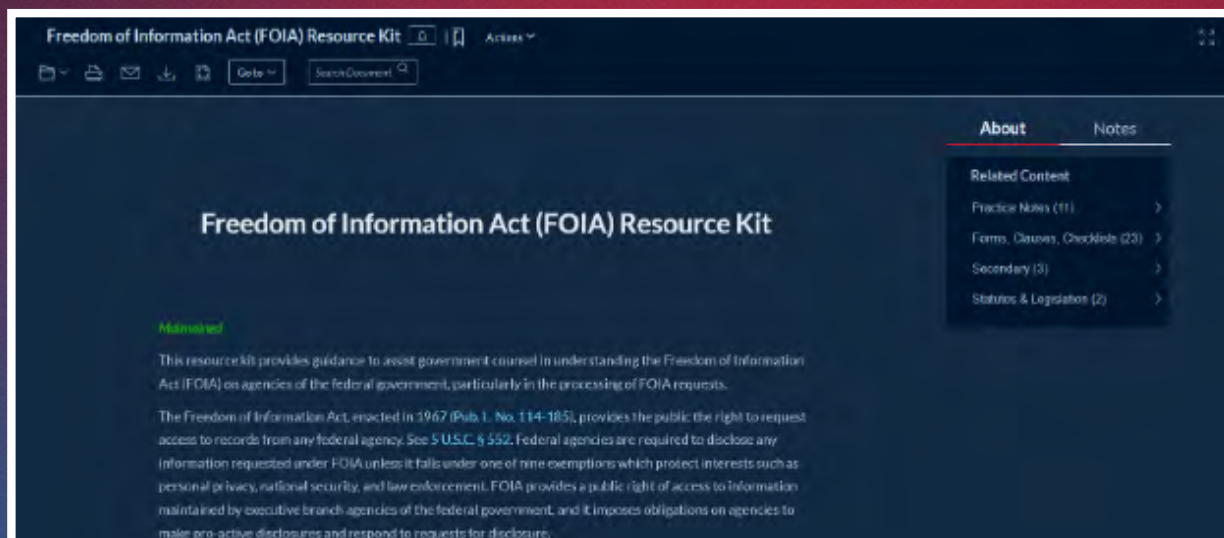 Freedom of Information Act (FOIA) Resource Kit
Actions
Go to
Search Document
About Notes
Related Content
Practice Notes (11)
Forms, Clauses, Checklists (23)
Secondary (3)
Statutes & Legislation (2)
Freedom of Information Act (FOIA) Resource Kit
Maintained
This resource kit provides guidance to assist government counsel in understanding the Freedom of Information
Act (FOIA) on agencies of the federal government, particularly in the processing of FOIA requests.
The Freedom of Information Act, enacted in 1967 (Pub. L. No. 114-185), provides the public the right to request
access to records from any federal agency. See 5 U.S.C. § 552. Federal agencies are required to disclose any
information requested under FOIA unless it falls under one of nine exemptions which protect interests such as
personal privacy, national security, and law enforcement. FOIA provides a public right of access to information
maintained by executive branch agencies of the federal government, and it imposes obligations on agencies to
make pro-active disclosures and respond to requests for disclosure.